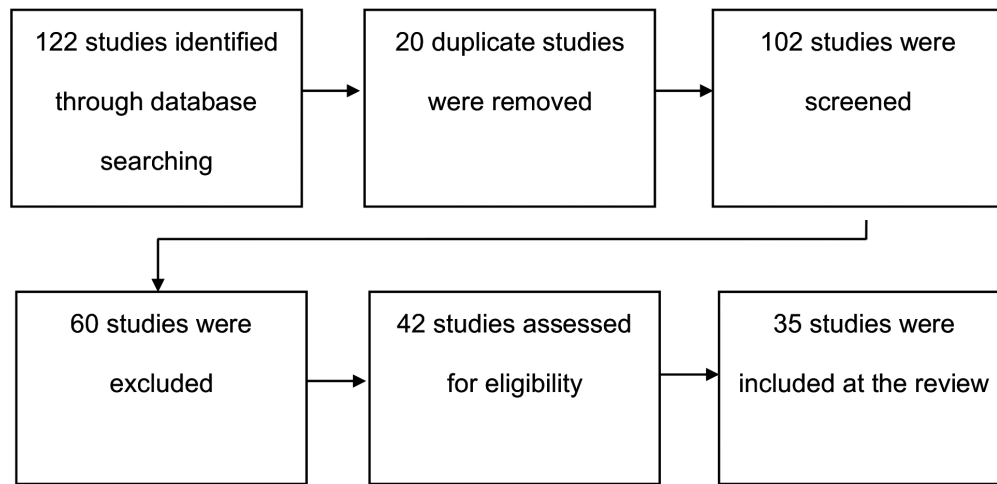 122 studies identified
through database
searching
20 duplicate studies
were removed
102 studies were
screened
60 studies were
excluded
42 studies assessed
for eligibility
35 studies were
included at the review